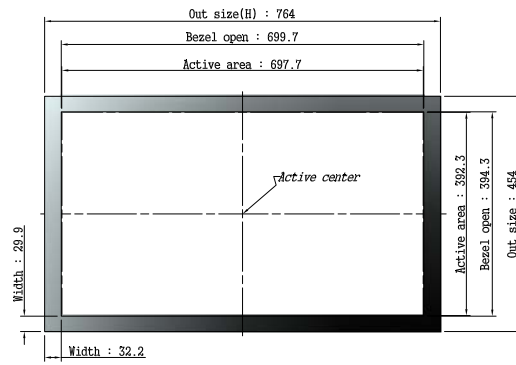 Out size(H) : 764
Bezel open : 699.7
Active area : 697.7
Active center
Active area : 392.3
Bezel open : 394.3
Out size : 454
Width : 29.9
Width : 32.2